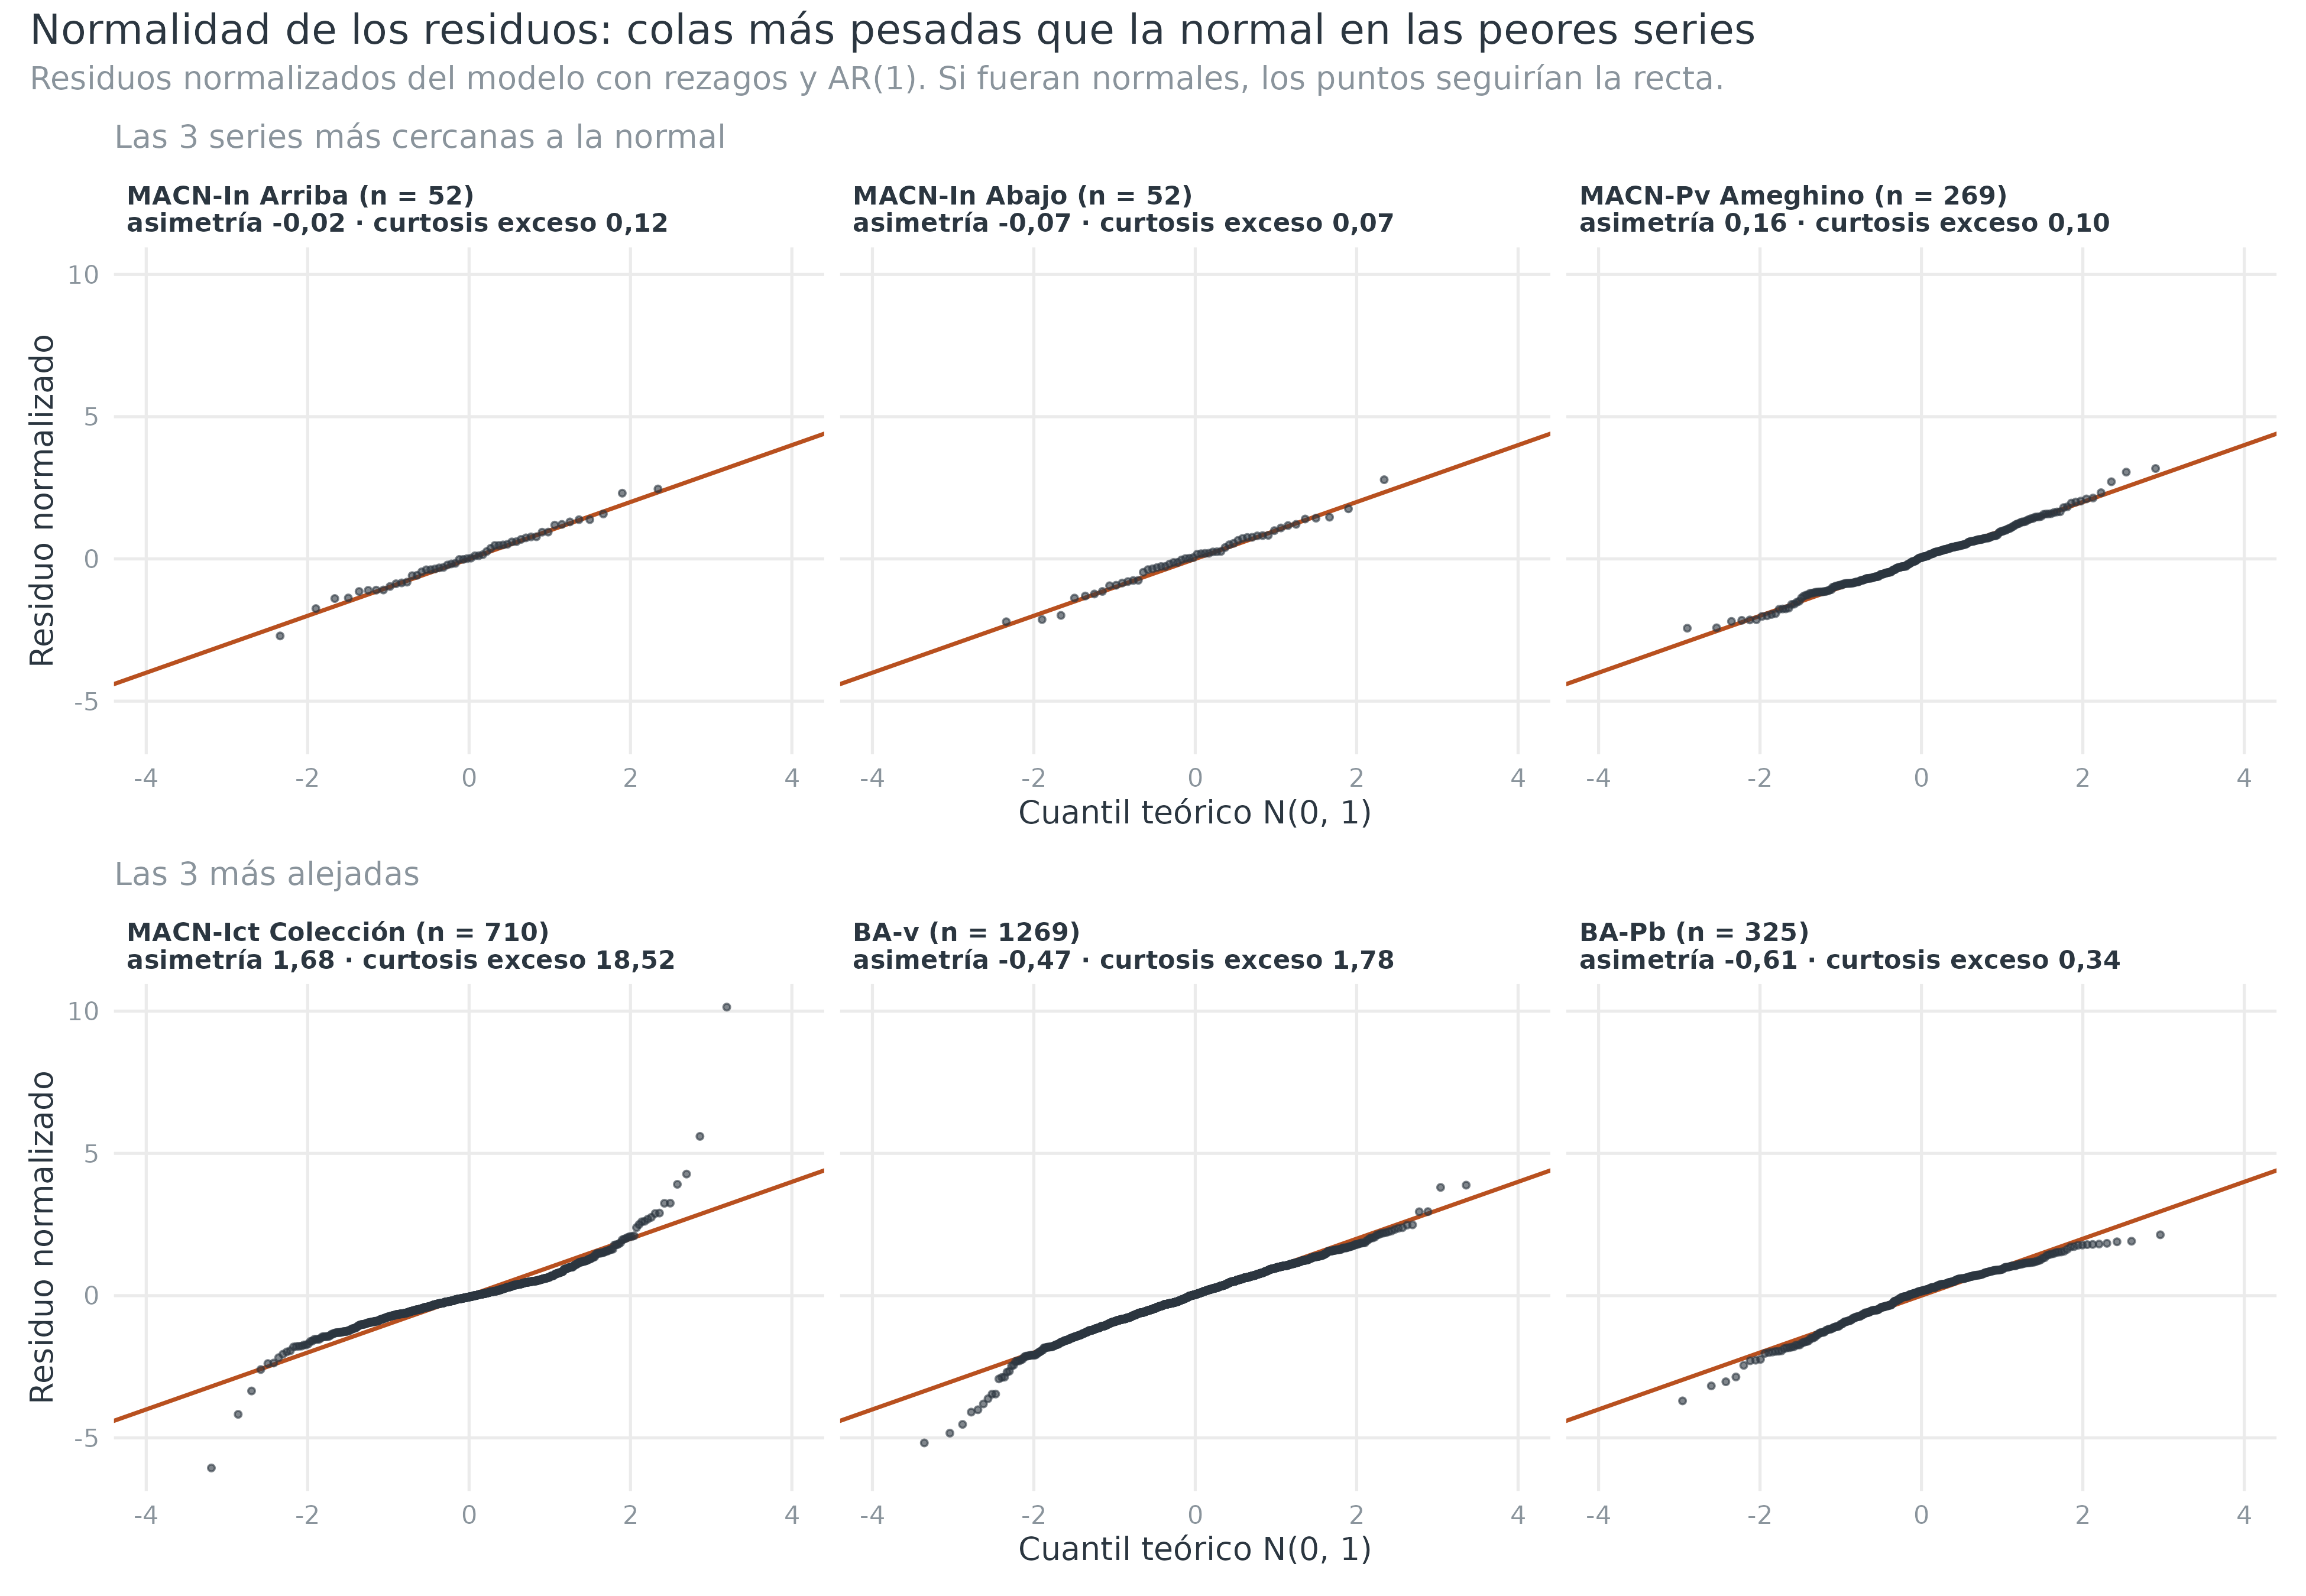 Normalidad de los residuos: colas más pesadas que la normal en las peores series
Residuos normalizados del modelo con rezagos y AR(1). Si fueran normales, los puntos seguirían la recta.
Las 3 series más cercanas a la normal
MACN-In Arriba (n = 52)
asimetría -0,02 · curtosis exceso 0,12
MACN-In Abajo (n = 52)
asimetría -0,07 · curtosis exceso 0,07
MACN-Pv Ameghino (n = 269)
asimetría 0,16 · curtosis exceso 0,10
Residuo normalizado
10
5
0
-5
-4 -2 0 2 4
-4 -2 0 2 4
-4 -2 0 2 4
Cuantil teórico N(0, 1)
Las 3 más alejadas
MACN-Ict Colección (n = 710)
asimetría 1,68 · curtosis exceso 18,52
BA-v (n = 1269)
asimetría -0,47 · curtosis exceso 1,78
BA-Pb (n = 325)
asimetría -0,61 · curtosis exceso 0,34
Residuo normalizado
10
5
0
-5
-4 -2 0 2 4
-4 -2 0 2 4
-4 -2 0 2 4
Cuantil teórico N(0, 1)